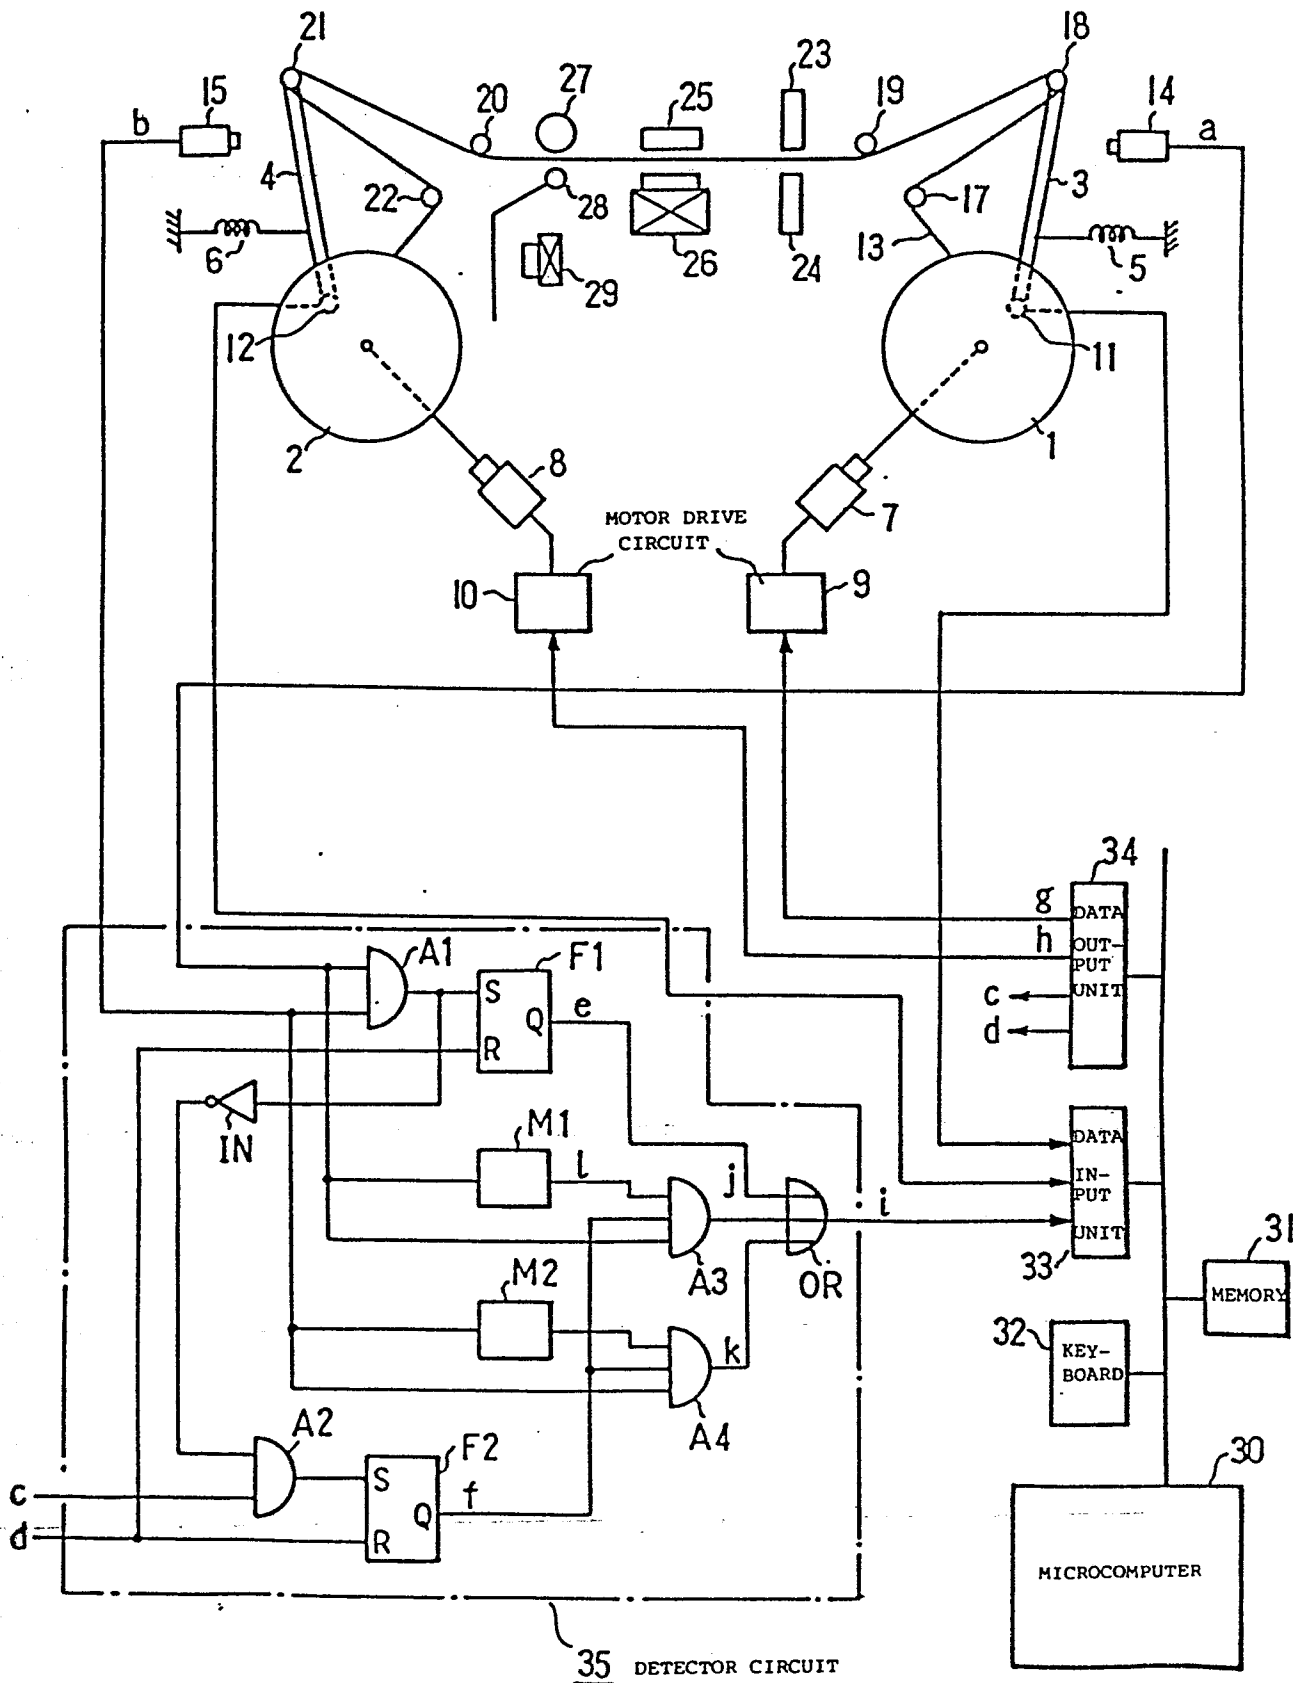 21
18
23
15
27
25
19
14
b
20
a
4
22
28
17
3
6
26
24
13
5
29
12
11
2
1
8
7
MOTOR DRIVE
CIRCUIT
10
9
34
g
DATA
h
OUT-
PUT
c
UNIT
d
A1
F1
S
e
Q
R
IN
M1
l
j
DATA
IN-
PUT
i
UNIT
33
A3
OR
M2
31
MEMORY
32
KEY-
BOARD
k
A4
A2
F2
30
S
f
Q
c
d
R
MICROCOMPUTER
35 DETECTOR CIRCUIT